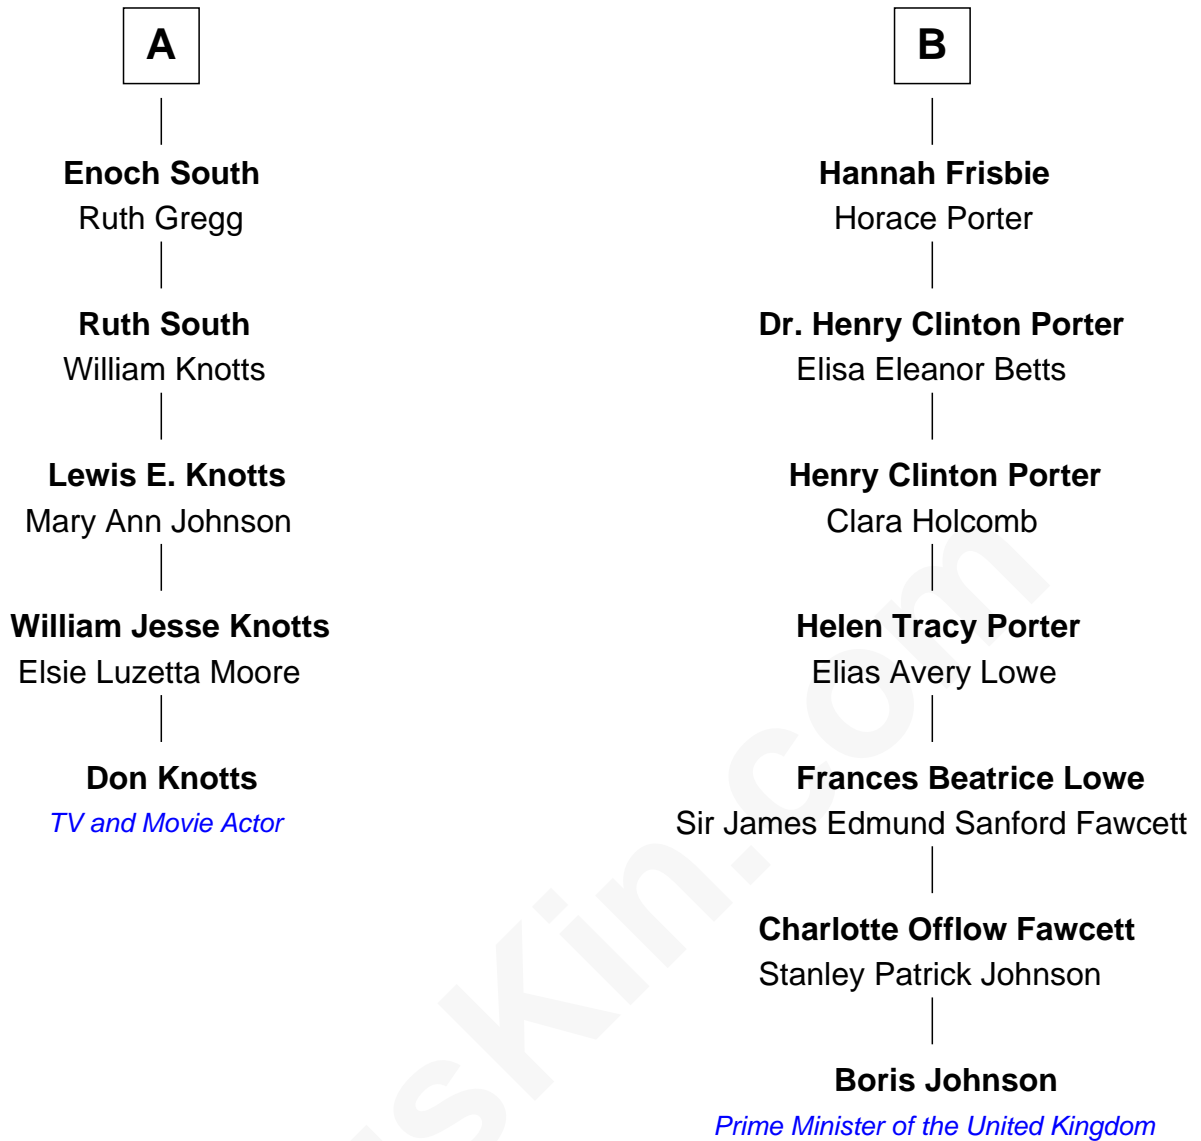 A
Enoch South
Ruth Gregg
Ruth South
William Knotts
Lewis E. Knotts
Mary Ann Johnson
William Jesse Knotts
Elsie Luzetta Moore
Don Knotts
TV and Movie Actor
B
Hannah Frisbie
Horace Porter
Dr. Henry Clinton Porter
Elisa Eleanor Betts
Henry Clinton Porter
Clara Holcomb
Helen Tracy Porter
Elias Avery Lowe
Frances Beatrice Lowe
Sir James Edmund Sanford Fawcett
Charlotte Offlow Fawcett
Stanley Patrick Johnson
Boris Johnson
Prime Minister of the United Kingdom